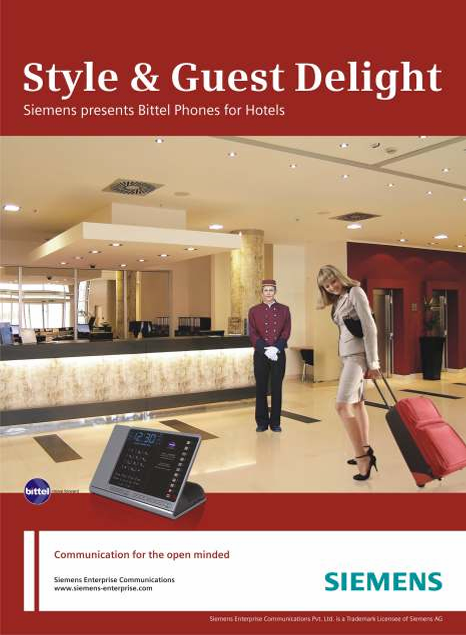 Style & Guest Delight
Siemens presents Bittel Phones for Hotels
12:30
bittel
Communication for the open minded
Siemens Enterprise Communications
www.siemens-enterprise.com
SIEMENS
Siemens Enterprise Communications Pvt. Ltd. is a Trademark Licensee of Siemens AG